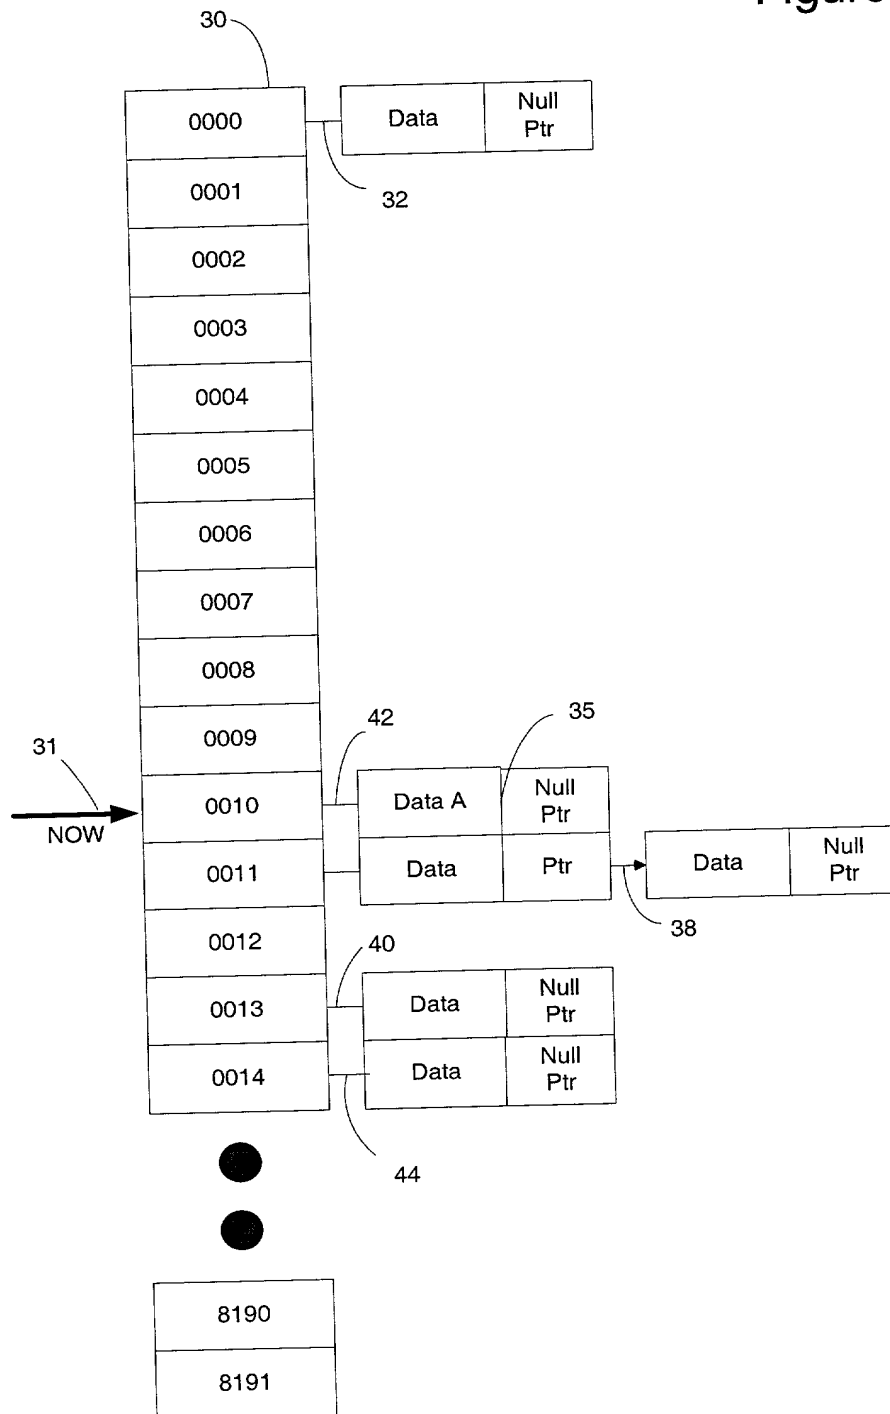 Figure
30
0000
Data
Null
Ptr
32
0001
0002
0003
0004
0005
0006
0007
0008
0009
31
NOW
42
35
0010
Data A
Null
Ptr
0011
Data
Ptr
Data
Null
Ptr
38
0012
40
0013
Data
Null
Ptr
0014
Data
Null
Ptr
44
8190
8191